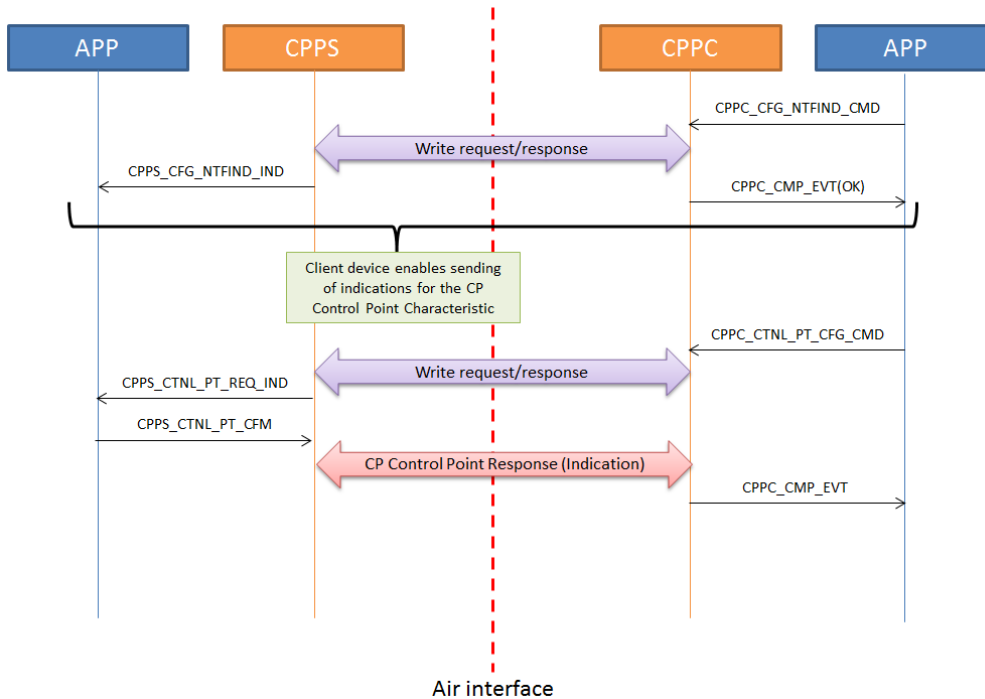 APP
CPPS
CPPC
APP
CPPC_CFG_NTFIND_CMD
Write request/response
CPPS_CFG_NTFIND_IND
CPPC_CMP_EVT(OK)
Client device enables sending
of indications for the CP
Control Point Characteristic
CPPC_CTNL_PT_CFG_CMD
Write request/response
CPPS_CTNL_PT_REQ_IND
CPPS_CTNL_PT_CFM
CP Control Point Response (Indication)
CPPC_CMP_EVT
Air interface